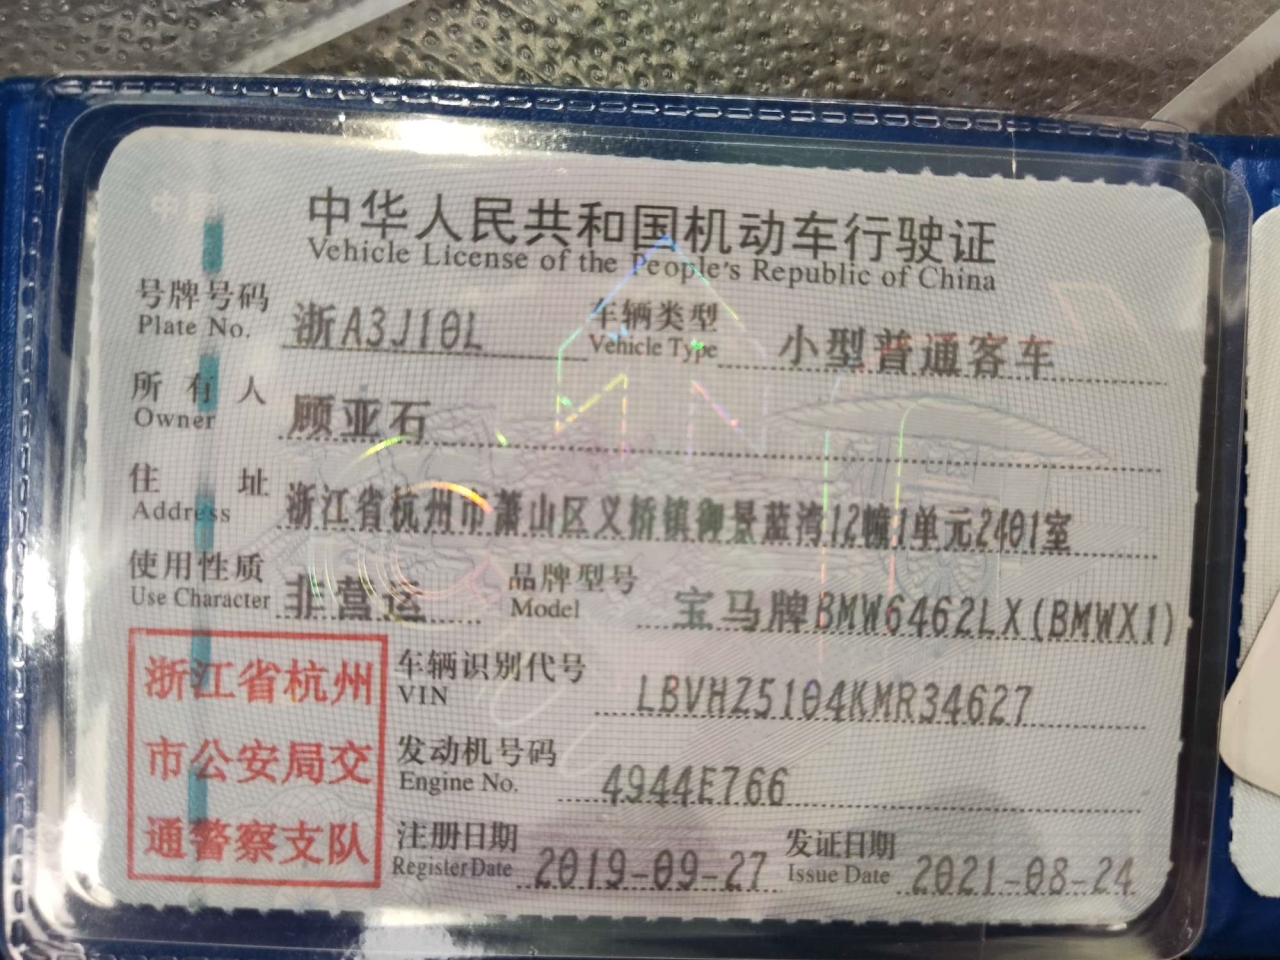 中华人民共和国机动车行驶证
Vehicle License of the People's Republic of China
号牌号码 浙A3J10L 车辆类型 小型普通客车
Plate No. Vehicle Type
所有人 顾亚石
Owner
住址 浙江省杭州市萧山区义桥镇御景蓝湾12幢1单元2401室
Address
使用性质 非营运 品牌型号 宝马牌BMW6462LX(BMWX1)
Use Character Model
浙江省杭州
市公安局交
通警察支队
车辆识别代号 LBVHZ5104KMR34627
VIN
发动机号码 4944E766
Engine No.
注册日期 2019-09-27 发证日期 2021-08-24
Register Date Issue Date